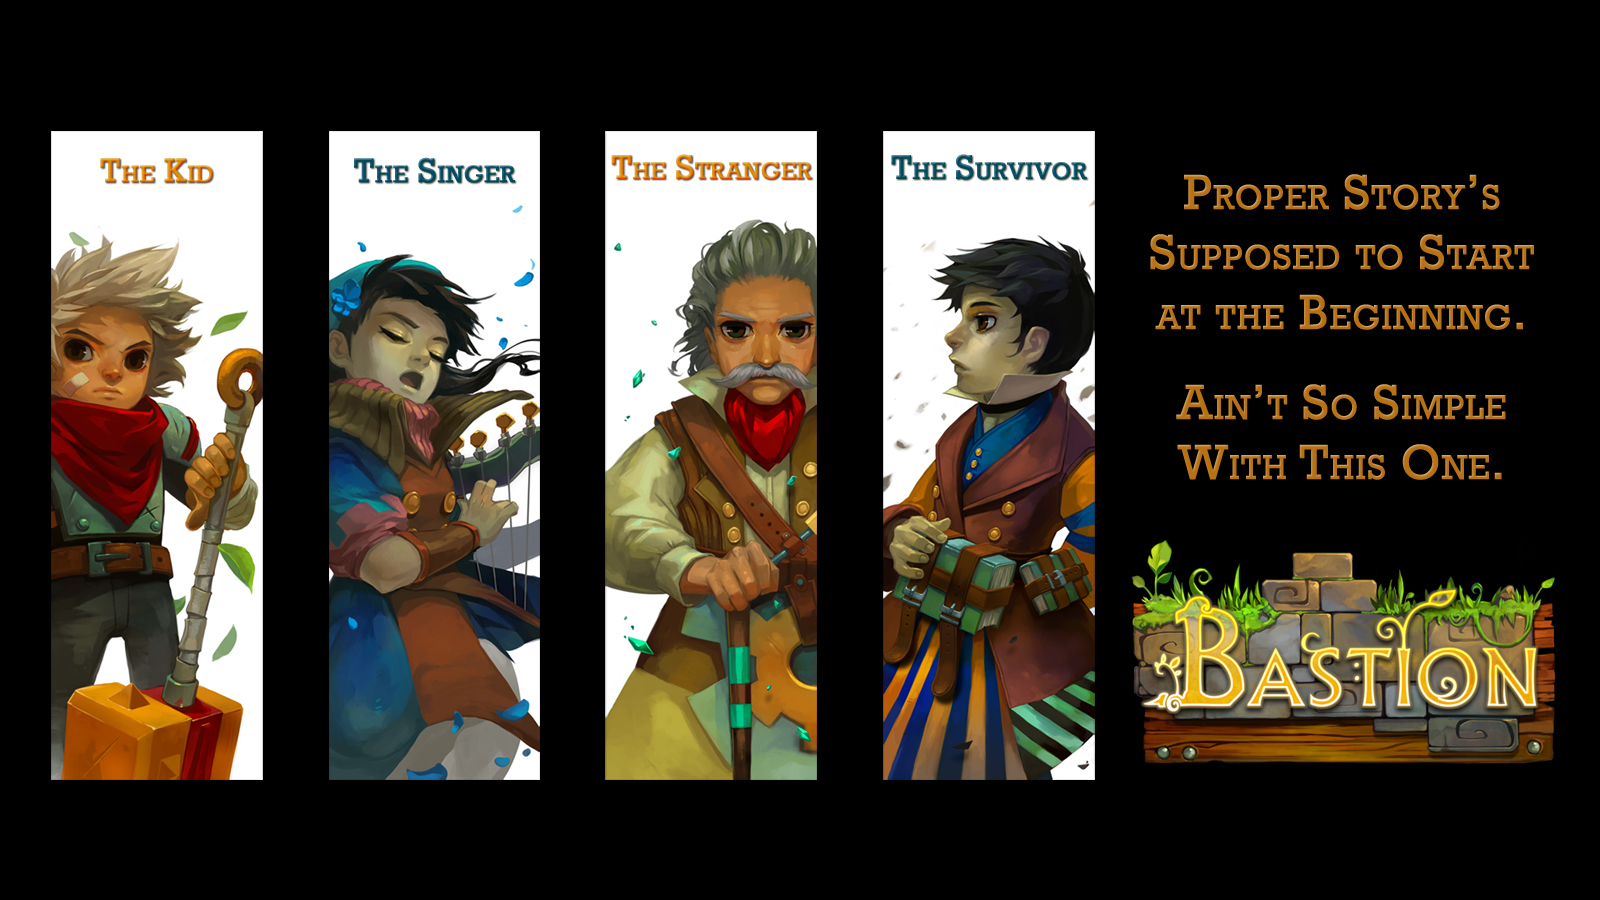 The Kid
The Singer
The Stranger
The Survivor
Proper Story's
Supposed to Start
at the Beginning.
Ain't So Simple
With This One.
Bastion